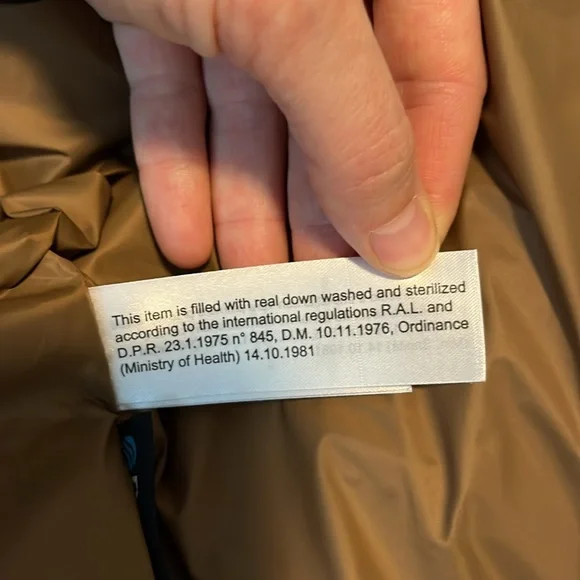 This item is filled with real down washed and sterilized
according to the international regulations R.A.L. and
D.P.R. 23.1.1975 n° 845, D.M. 10.11.1976, Ordinance
(Ministry of Health) 14.10.1981